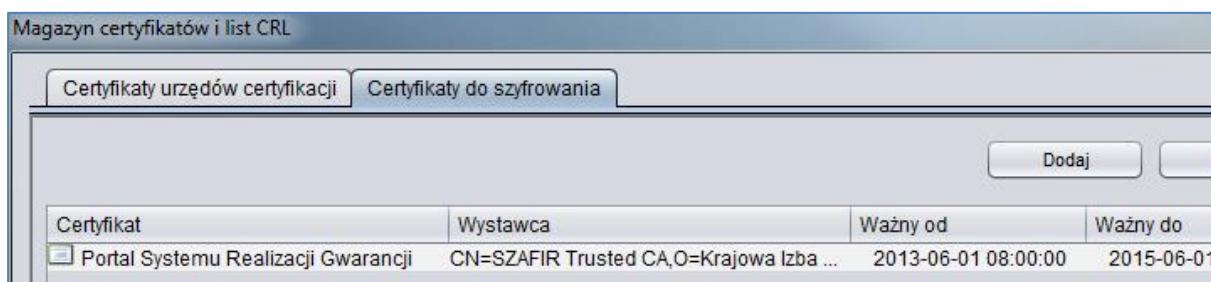 Magazyn certyfikatów i list CRL
Certyfikaty urzędów certyfikacji Certyfikaty do szyfrowania
Dodaj
Certyfikat Wystawca Ważny od Ważny do
Portal Systemu Realizacji Gwarancji CN=SZAFIR Trusted CA,O=Krajowa Izba ... 2013-06-01 08:00:00 2015-06-01